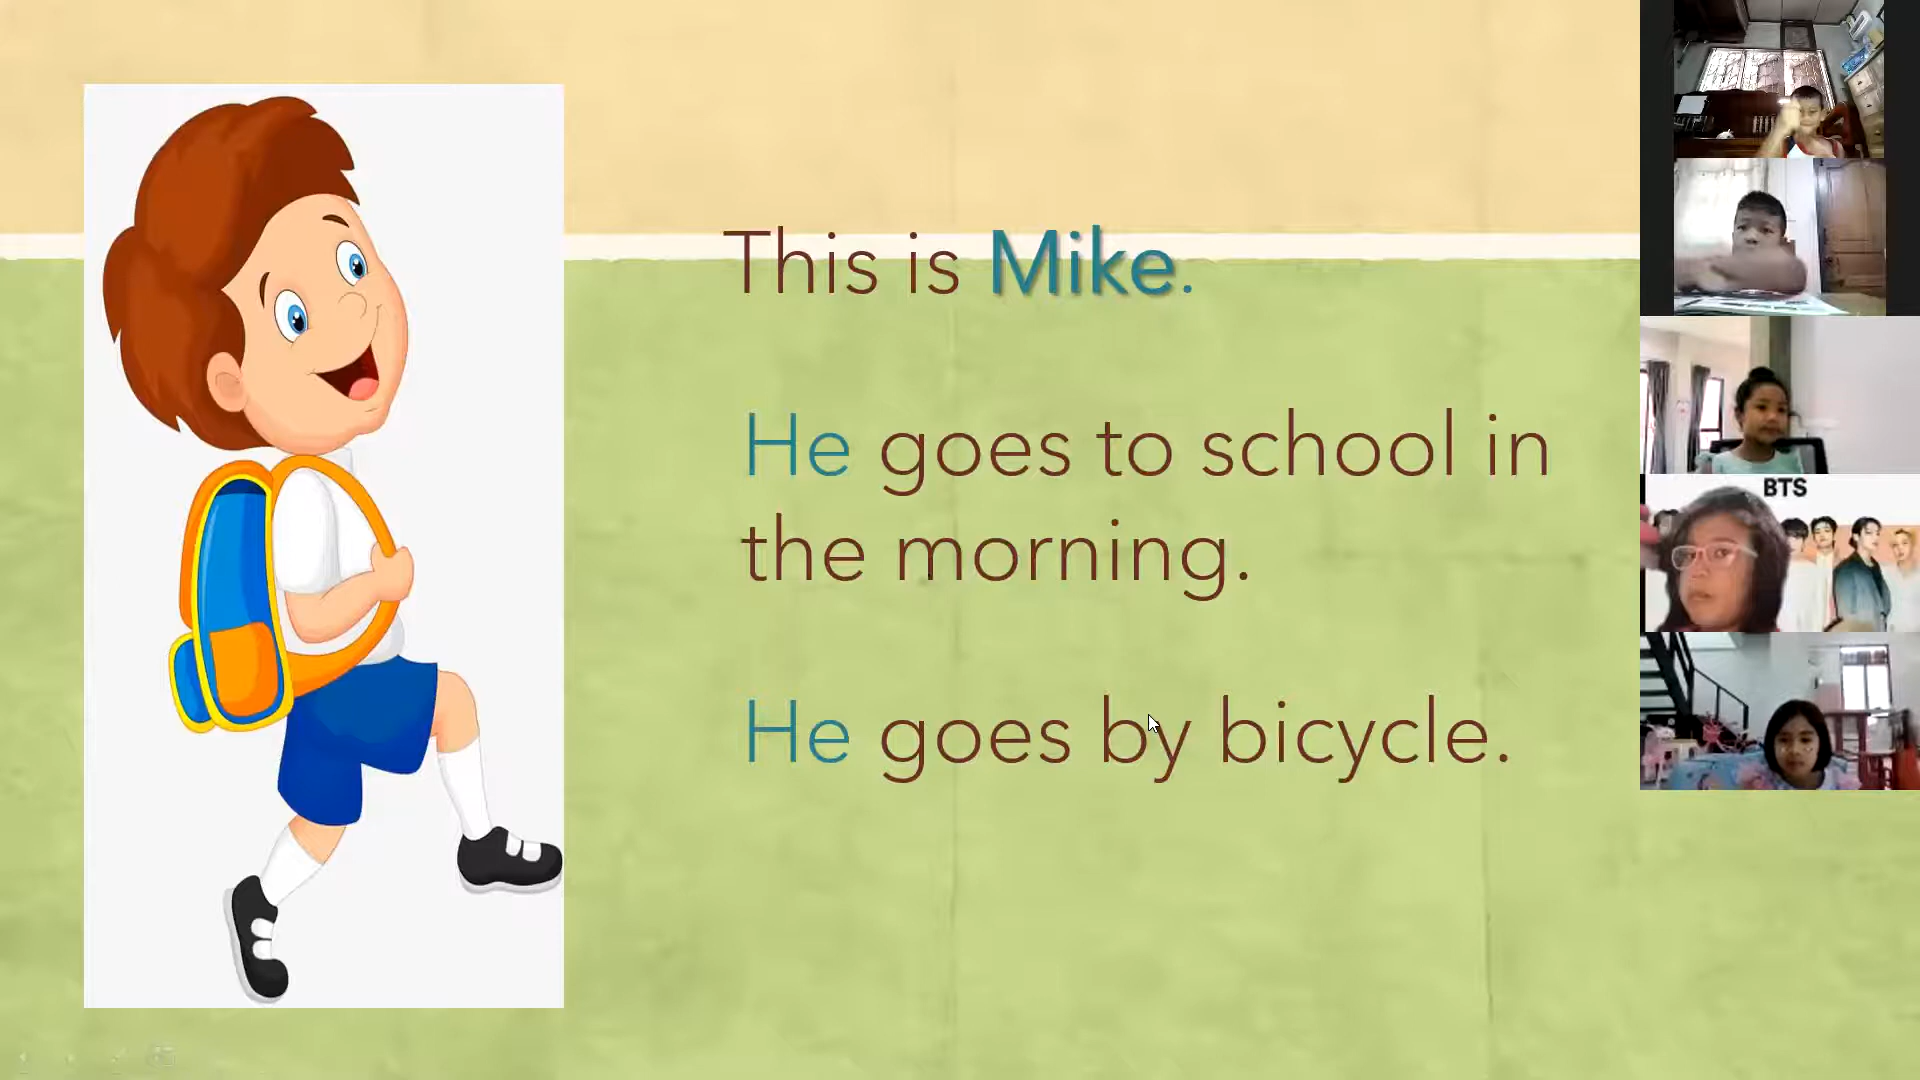 This is Mike.
He goes to school in
the morning.
He goes by bicycle.
BTS